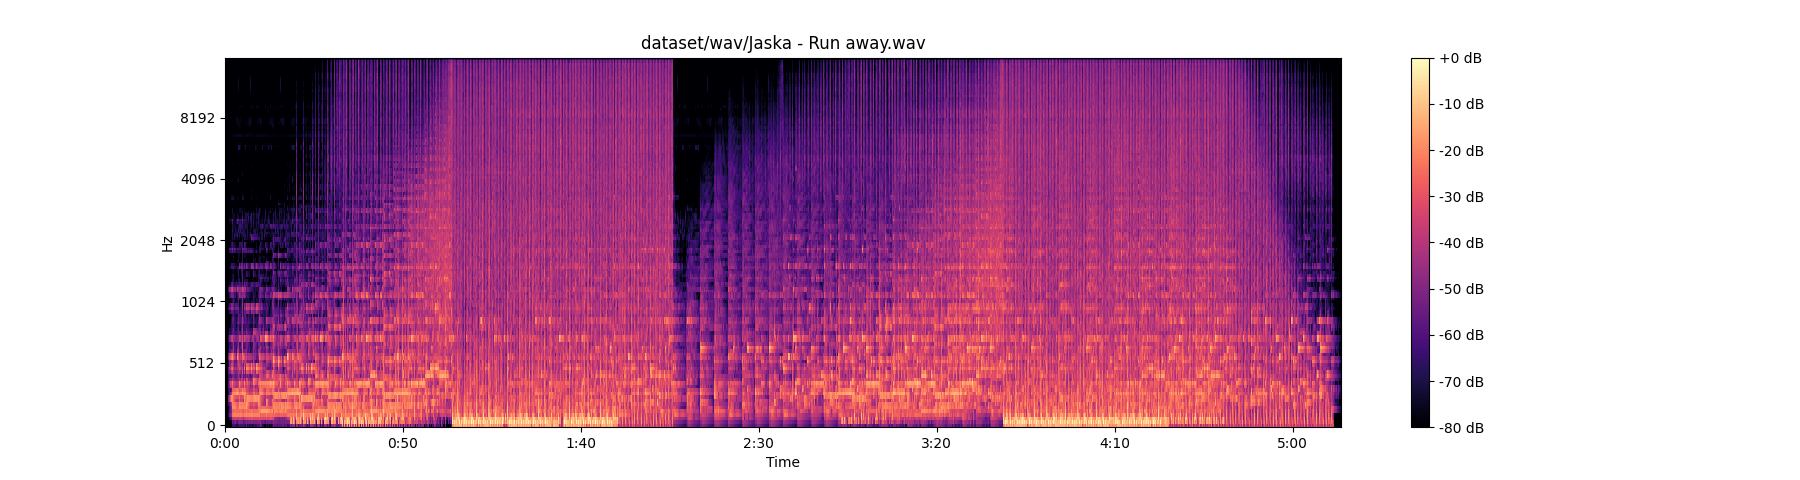 dataset/wav/Jaska - Run away.wav
Hz
8192
4096
2048
1024
512
0
0:00 0:50 1:40 2:30 3:20 4:10 5:00
Time
+0 dB
-10 dB
-20 dB
-30 dB
-40 dB
-50 dB
-60 dB
-70 dB
-80 dB